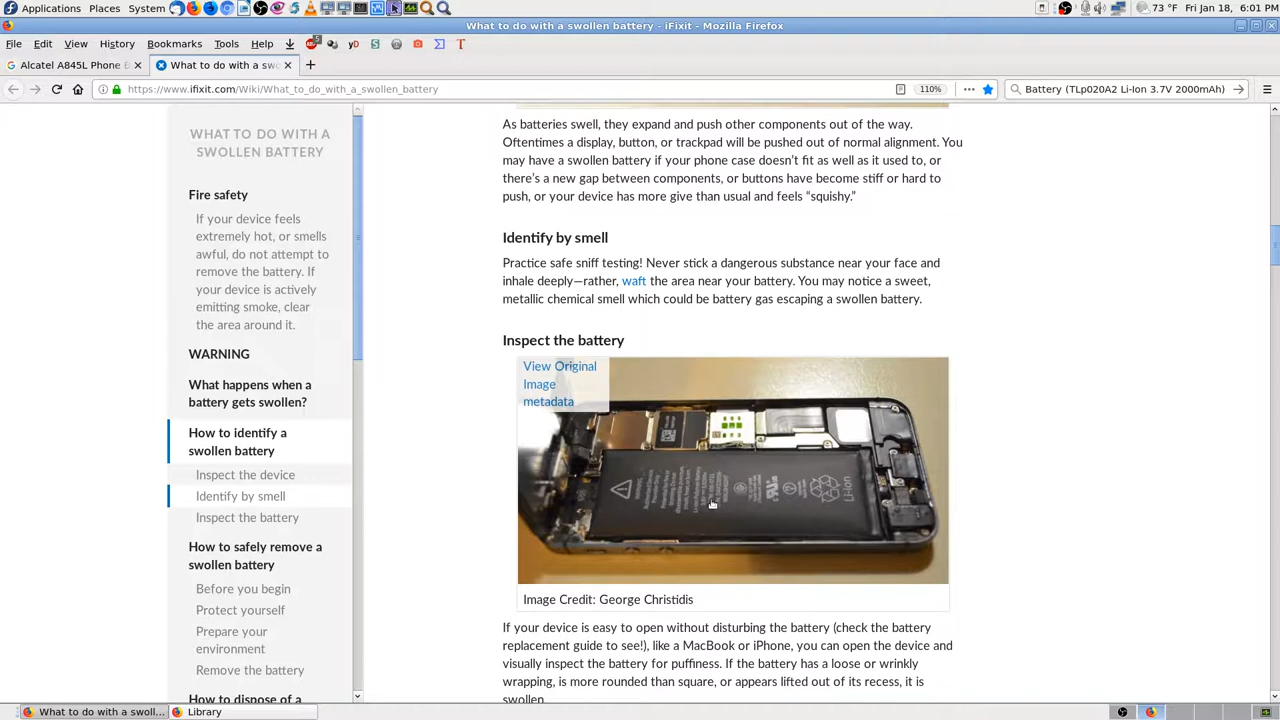 Applications Places System 73 °F Fri Jan 18, 6:01 PM
What to do with a swollen battery - iFixit - Mozilla Firefox
File Edit View History Bookmarks Tools Help
Alcatel A845L Phone What to do with a swo
https://www.ifixit.com/Wiki/What_to_do_with_a_swollen_battery 110% Battery (TLp020A2 Li-Ion 3.7V 2000mAh)
WHAT TO DO WITH A
SWOLLEN BATTERY
Fire safety
If your device feels
extremely hot, or smells
awful, do not attempt to
remove the battery. If
your device is actively
emitting smoke, clear
the area around it.
WARNING
What happens when a
battery gets swollen?
How to identify a
swollen battery
Inspect the device
Identify by smell
Inspect the battery
How to safely remove a
swollen battery
Before you begin
Protect yourself
Prepare your
environment
Remove the battery
How to dispose of a
As batteries swell, they expand and push other components out of the way.
Oftentimes a display, button, or trackpad will be pushed out of normal alignment. You
may have a swollen battery if your phone case doesn't fit as well as it used to, or
there's a new gap between components, or buttons have become stiff or hard to
push, or your device has more give than usual and feels “squishy.”
Identify by smell
Practice safe sniff testing! Never stick a dangerous substance near your face and
inhale deeply—rather, waft the area near your battery. You may notice a sweet,
metallic chemical smell which could be battery gas escaping a swollen battery.
Inspect the battery
View Original
Image
metadata
WARNING
Li-ion
Image Credit: George Christidis
If your device is easy to open without disturbing the battery (check the battery
replacement guide to see!), like a MacBook or iPhone, you can open the device and
visually inspect the battery for puffiness. If the battery has a loose or wrinkly
wrapping, is more rounded than square, or appears lifted out of its recess, it is
swollen.
What to do with a swoll... Library